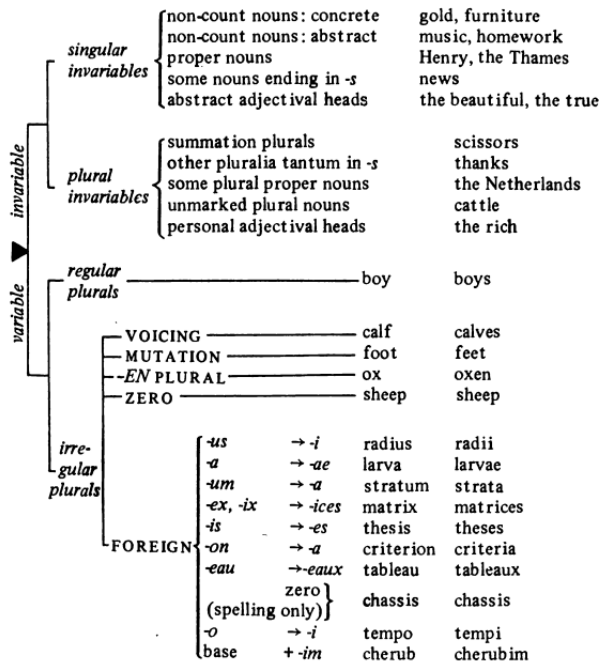 non-count nouns: concrete gold, furniture
singular non-count nouns: abstract music, homework
invariables proper nouns Henry, the Thames
some nouns ending in -s news
abstract adjectival heads the beautiful, the true
invariable
summation plurals scissors
other pluralia tantum in -s thanks
plural some plural proper nouns the Netherlands
invariables unmarked plural nouns cattle
personal adjectival heads the rich
variable
regular
plurals boy boys
VOICING calf calves
MUTATION foot feet
-EN PLURAL ox oxen
ZERO sheep sheep
irre-
gular
plurals
-us → -i radius radii
-a → -ae larva larvae
-um → -a stratum strata
-ex, -ix → -ices matrix matrices
-is → -es thesis theses
FOREIGN -on → -a criterion criteria
-eau → -eaux tableau tableaux
zero
(spelling only) chassis chassis
-o → -i tempo tempi
base + -im cherub cherubim